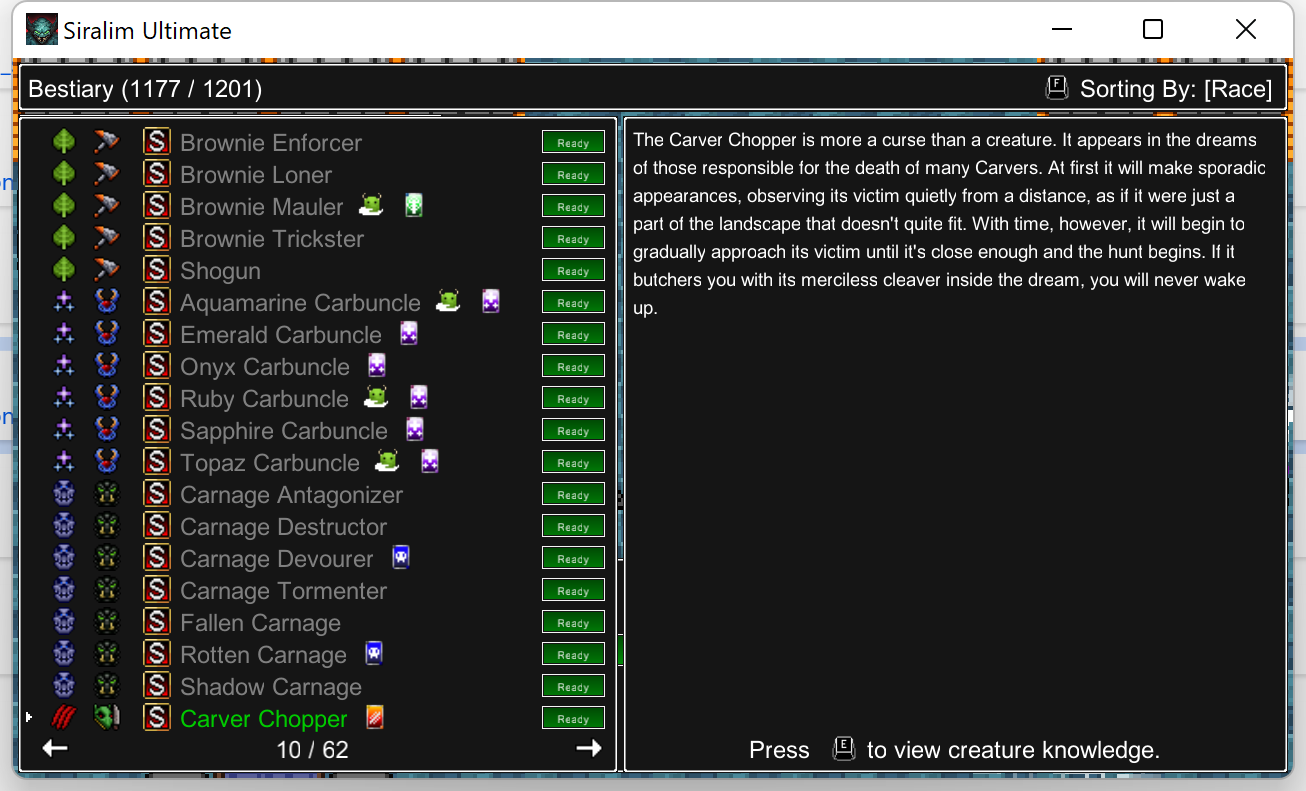 Siralim Ultimate
Bestiary (1177 / 1201)
F Sorting By: [Race]
S Brownie Enforcer Ready
S Brownie Loner Ready
S Brownie Mauler Ready
S Brownie Trickster Ready
S Shogun Ready
S Aquamarine Carbuncle Ready
S Emerald Carbuncle Ready
S Onyx Carbuncle Ready
S Ruby Carbuncle Ready
S Sapphire Carbuncle Ready
S Topaz Carbuncle Ready
S Carnage Antagonizer Ready
S Carnage Destructor Ready
S Carnage Devourer Ready
S Carnage Tormenter Ready
S Fallen Carnage Ready
S Rotten Carnage Ready
S Shadow Carnage Ready
S Carver Chopper Ready
10 / 62
The Carver Chopper is more a curse than a creature. It appears in the dreams
of those responsible for the death of many Carvers. At first it will make sporadic
appearances, observing its victim quietly from a distance, as if it were just a
part of the landscape that doesn't quite fit. With time, however, it will begin to
gradually approach its victim until it's close enough and the hunt begins. If it
butchers you with its merciless cleaver inside the dream, you will never wake
up.
Press E to view creature knowledge.